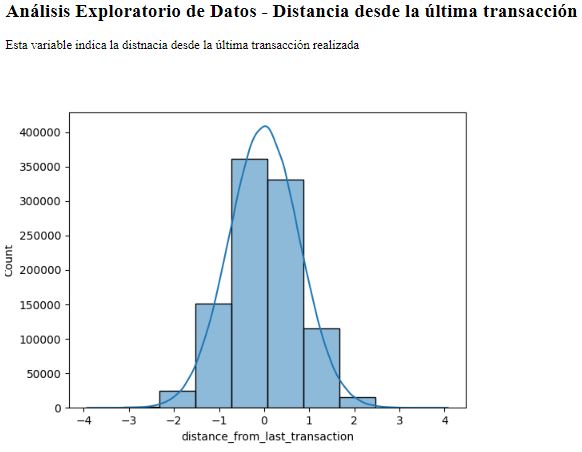 Análisis Exploratorio de Datos - Distancia desde la última transacción
Esta variable indica la distnacia desde la última transacción realizada
400000
350000
300000
250000
200000
150000
100000
50000
0
Count
−4 −3 −2 −1 0 1 2 3 4
distance_from_last_transaction